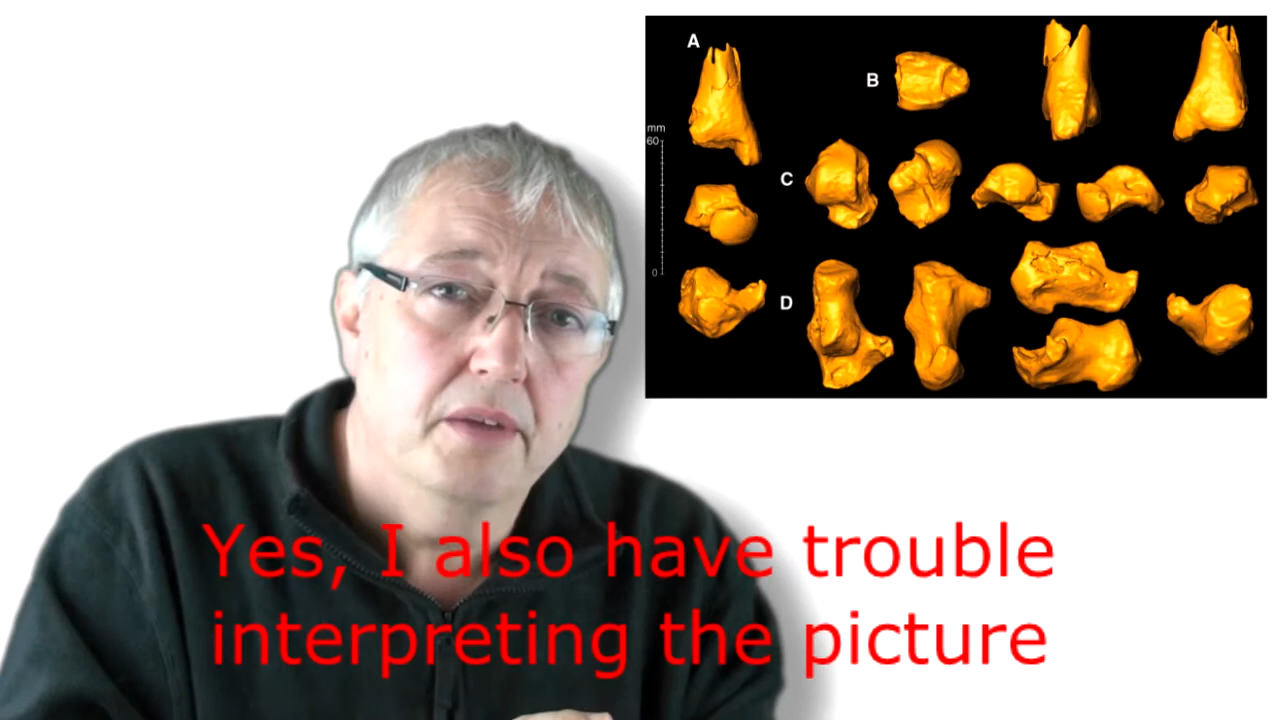 A
B
mm
60
C
0
D
Yes, I also have trouble
interpreting the picture